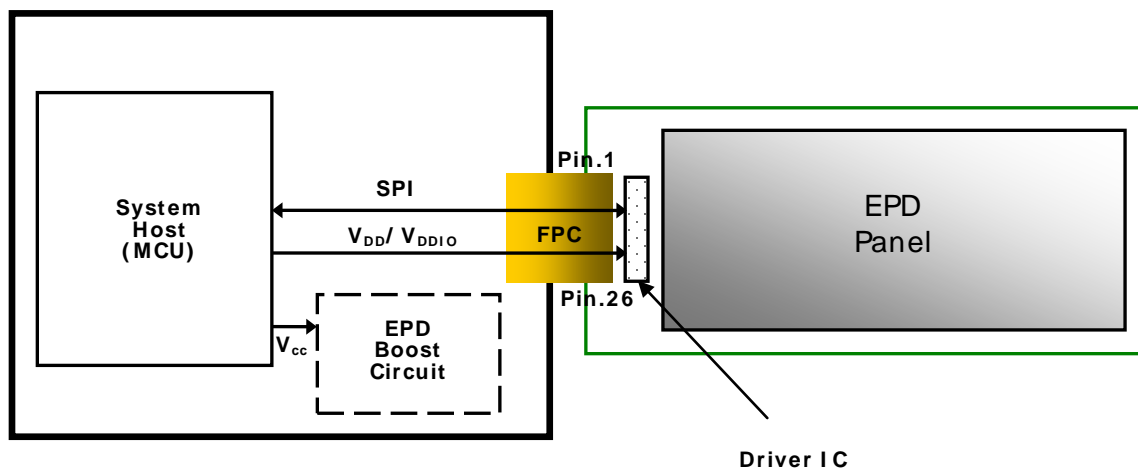 Pin.1
SPI
System
Host
(MCU)
VDD/ VDDIO
FPC
EPD
Panel
Pin.26
Vcc
EPD
Boost
Circuit
Driver IC